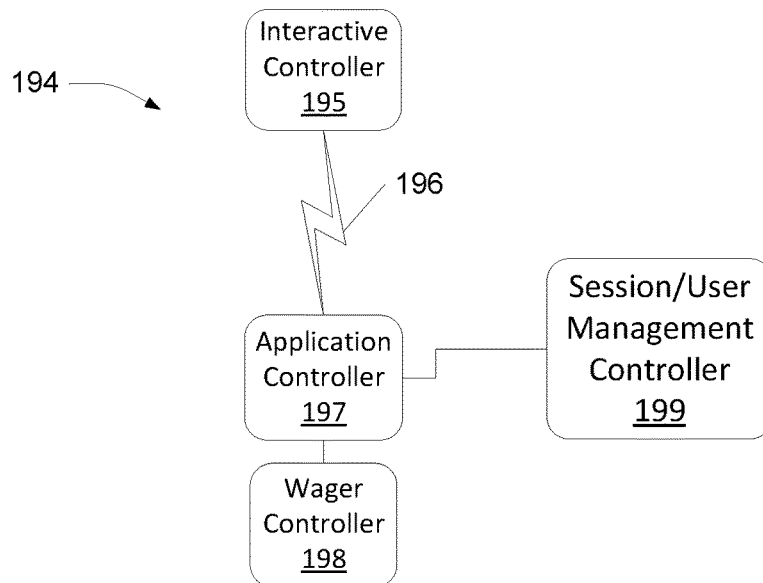 Interactive
Controller
195
194
196
Application
Controller
197
Session/User
Management
Controller
199
Wager
Controller
198